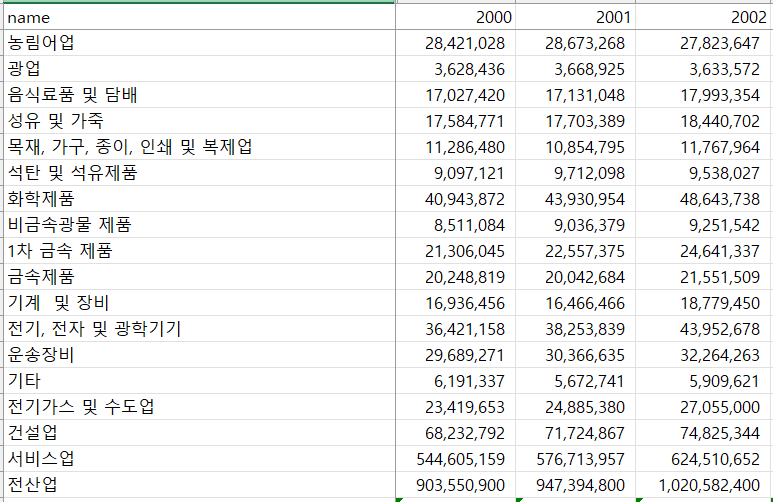 name 2000 2001 2002
농림어업 28,421,028 28,673,268 27,823,647
광업 3,628,436 3,668,925 3,633,572
음식료품 및 담배 17,027,420 17,131,048 17,993,354
성유 및 가죽 17,584,771 17,703,389 18,440,702
목재, 가구, 종이, 인쇄 및 복제업 11,286,480 10,854,795 11,767,964
석탄 및 석유제품 9,097,121 9,712,098 9,538,027
화학제품 40,943,872 43,930,954 48,643,738
비금속광물 제품 8,511,084 9,036,379 9,251,542
1차 금속 제품 21,306,045 22,557,375 24,641,337
금속제품 20,248,819 20,042,684 21,551,509
기계  및 장비 16,936,456 16,466,466 18,779,450
전기, 전자 및 광학기기 36,421,158 38,253,839 43,952,678
운송장비 29,689,271 30,366,635 32,264,263
기타 6,191,337 5,672,741 5,909,621
전기가스 및 수도업 23,419,653 24,885,380 27,055,000
건설업 68,232,792 71,724,867 74,825,344
서비스업 544,605,159 576,713,957 624,510,652
전산업 903,550,900 947,394,800 1,020,582,400